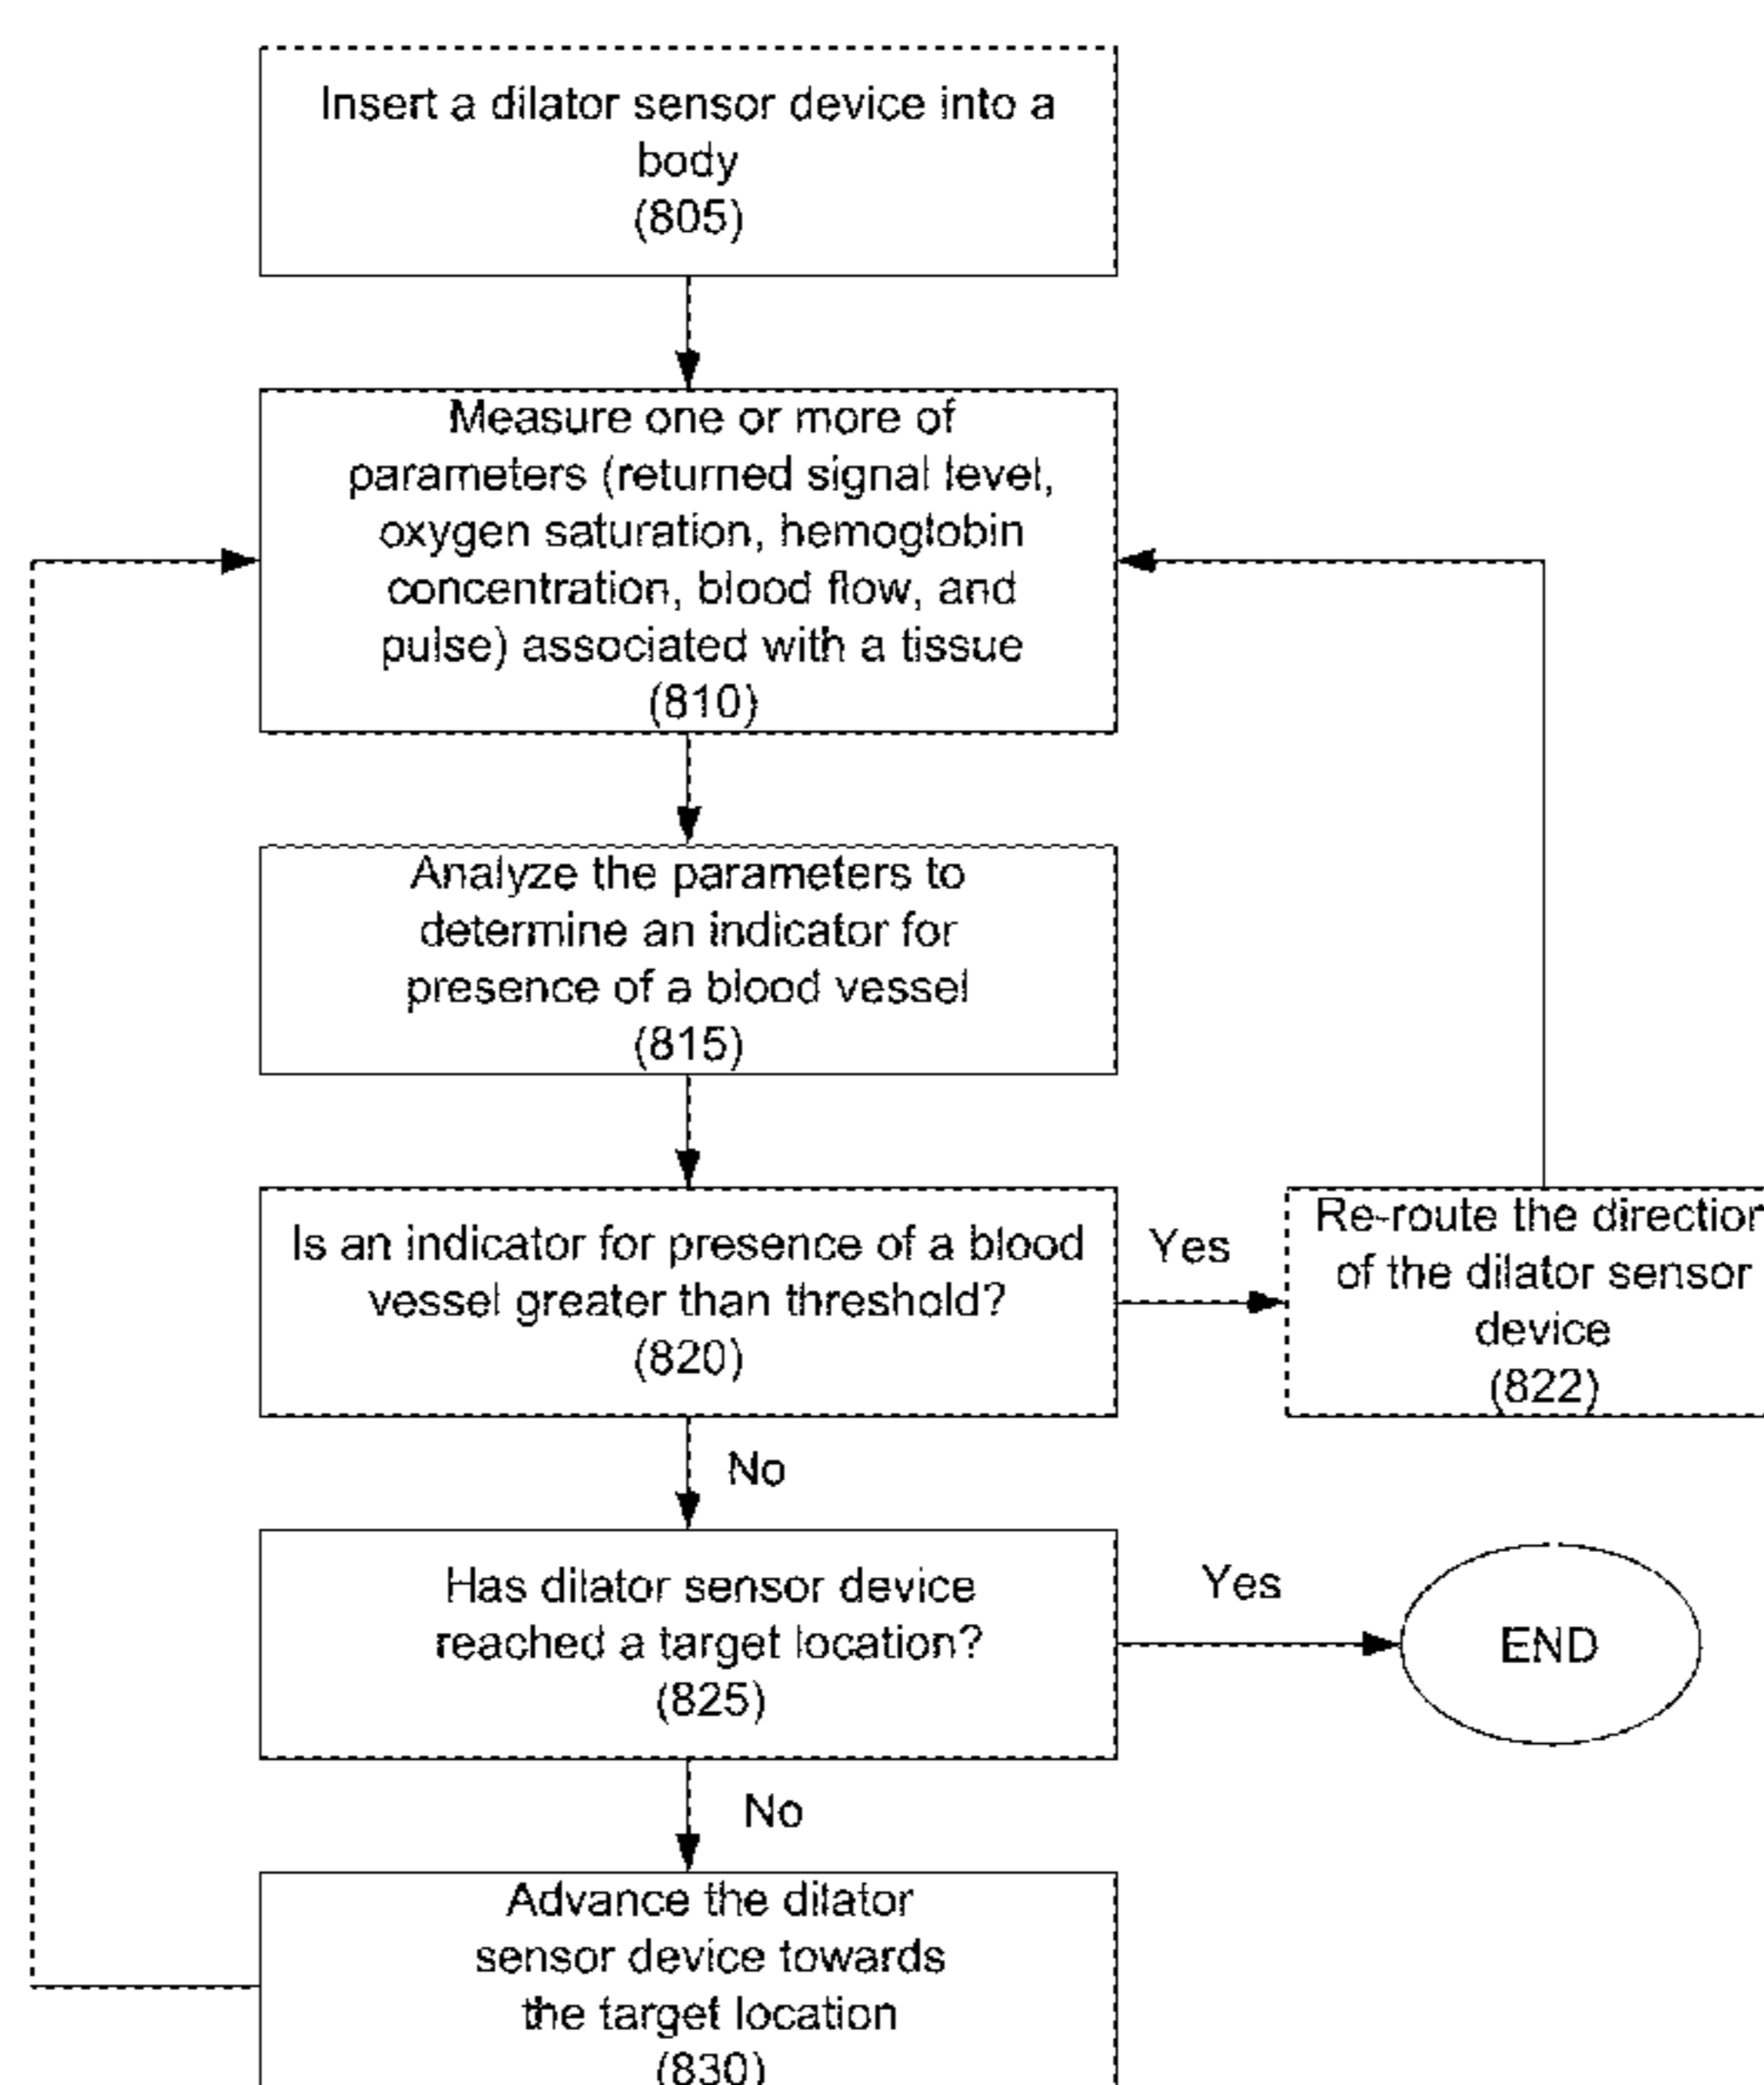 Insert a dilator sensor device into a
body
(805)
Measure one or more of
parameters (returned signal level,
oxygen saturation, hemoglobin
concentration, blood flow, and
pulse) associated with a tissue
(810)
Analyze the parameters to
determine an indicator for
presence of a blood vessel
(815)
Is an indicator for presence of a blood
vessel greater than threshold?
(820)
Yes
Re-route the direction
of the dilator sensor
device
(822)
No
Has dilator sensor device
reached a target location?
(825)
Yes
END
No
Advance the dilator
sensor device towards
the target location
(830)